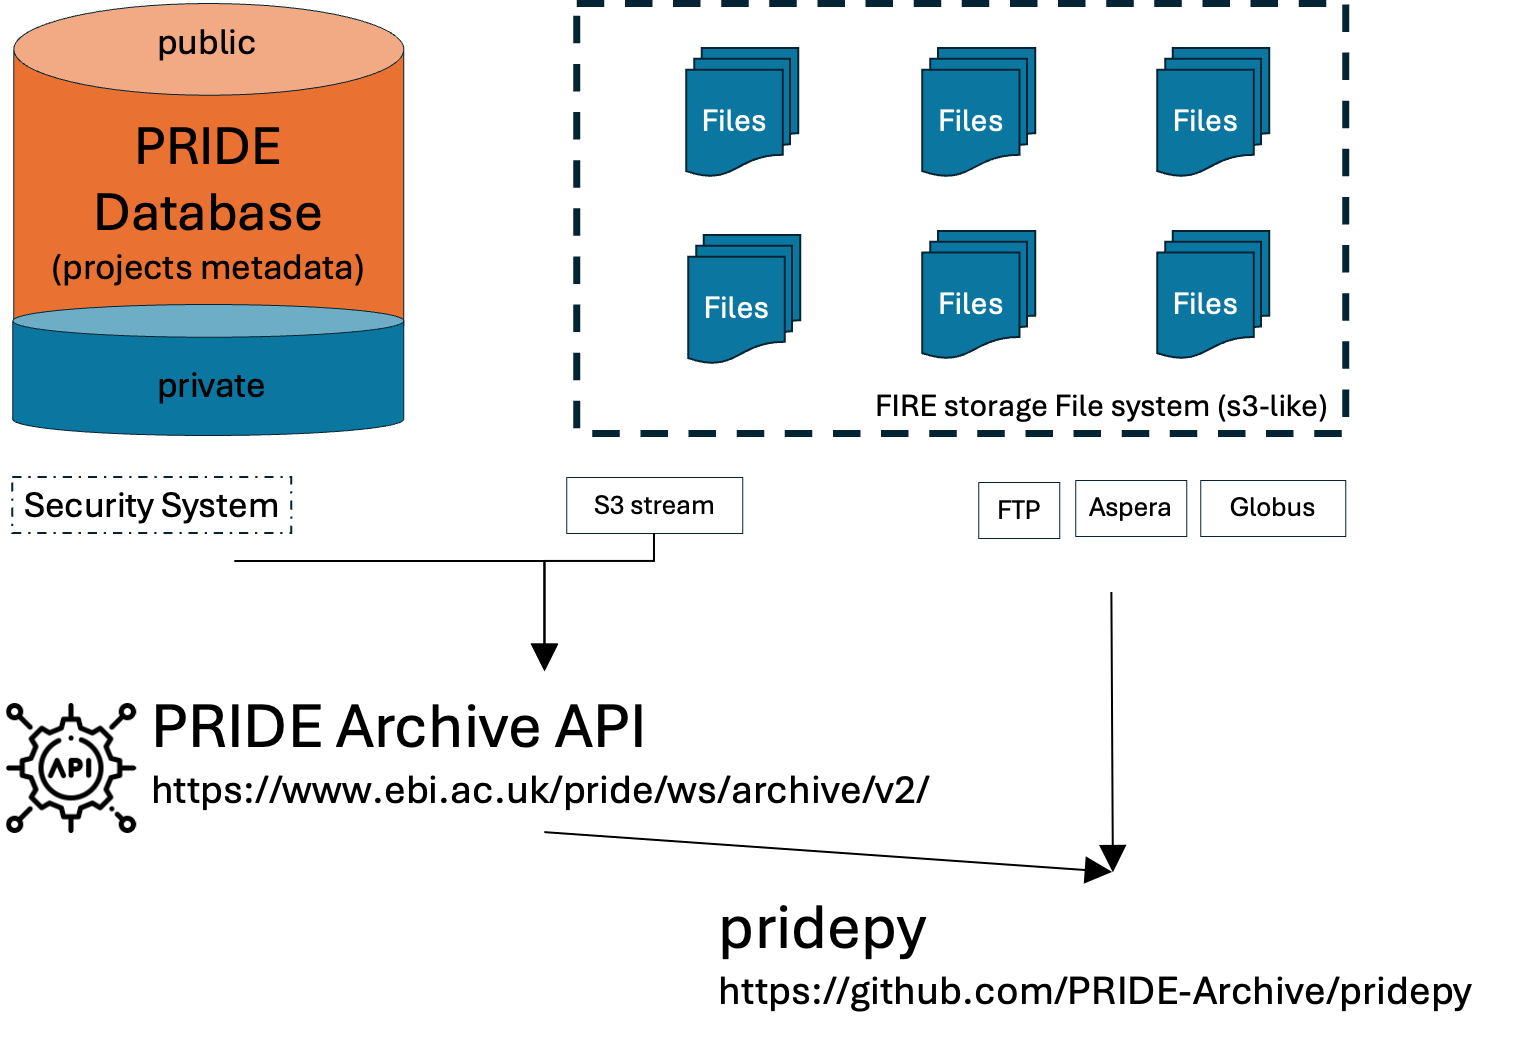 public
PRIDE
Database
(projects metadata)
private
Files
Files
Files
Files
Files
Files
FIRE storage File system (s3-like)
Security System
S3 stream
FTP
Aspera
Globus
API
PRIDE Archive API
https://www.ebi.ac.uk/pride/ws/archive/v2/
pridepy
https://github.com/PRIDE-Archive/pridepy